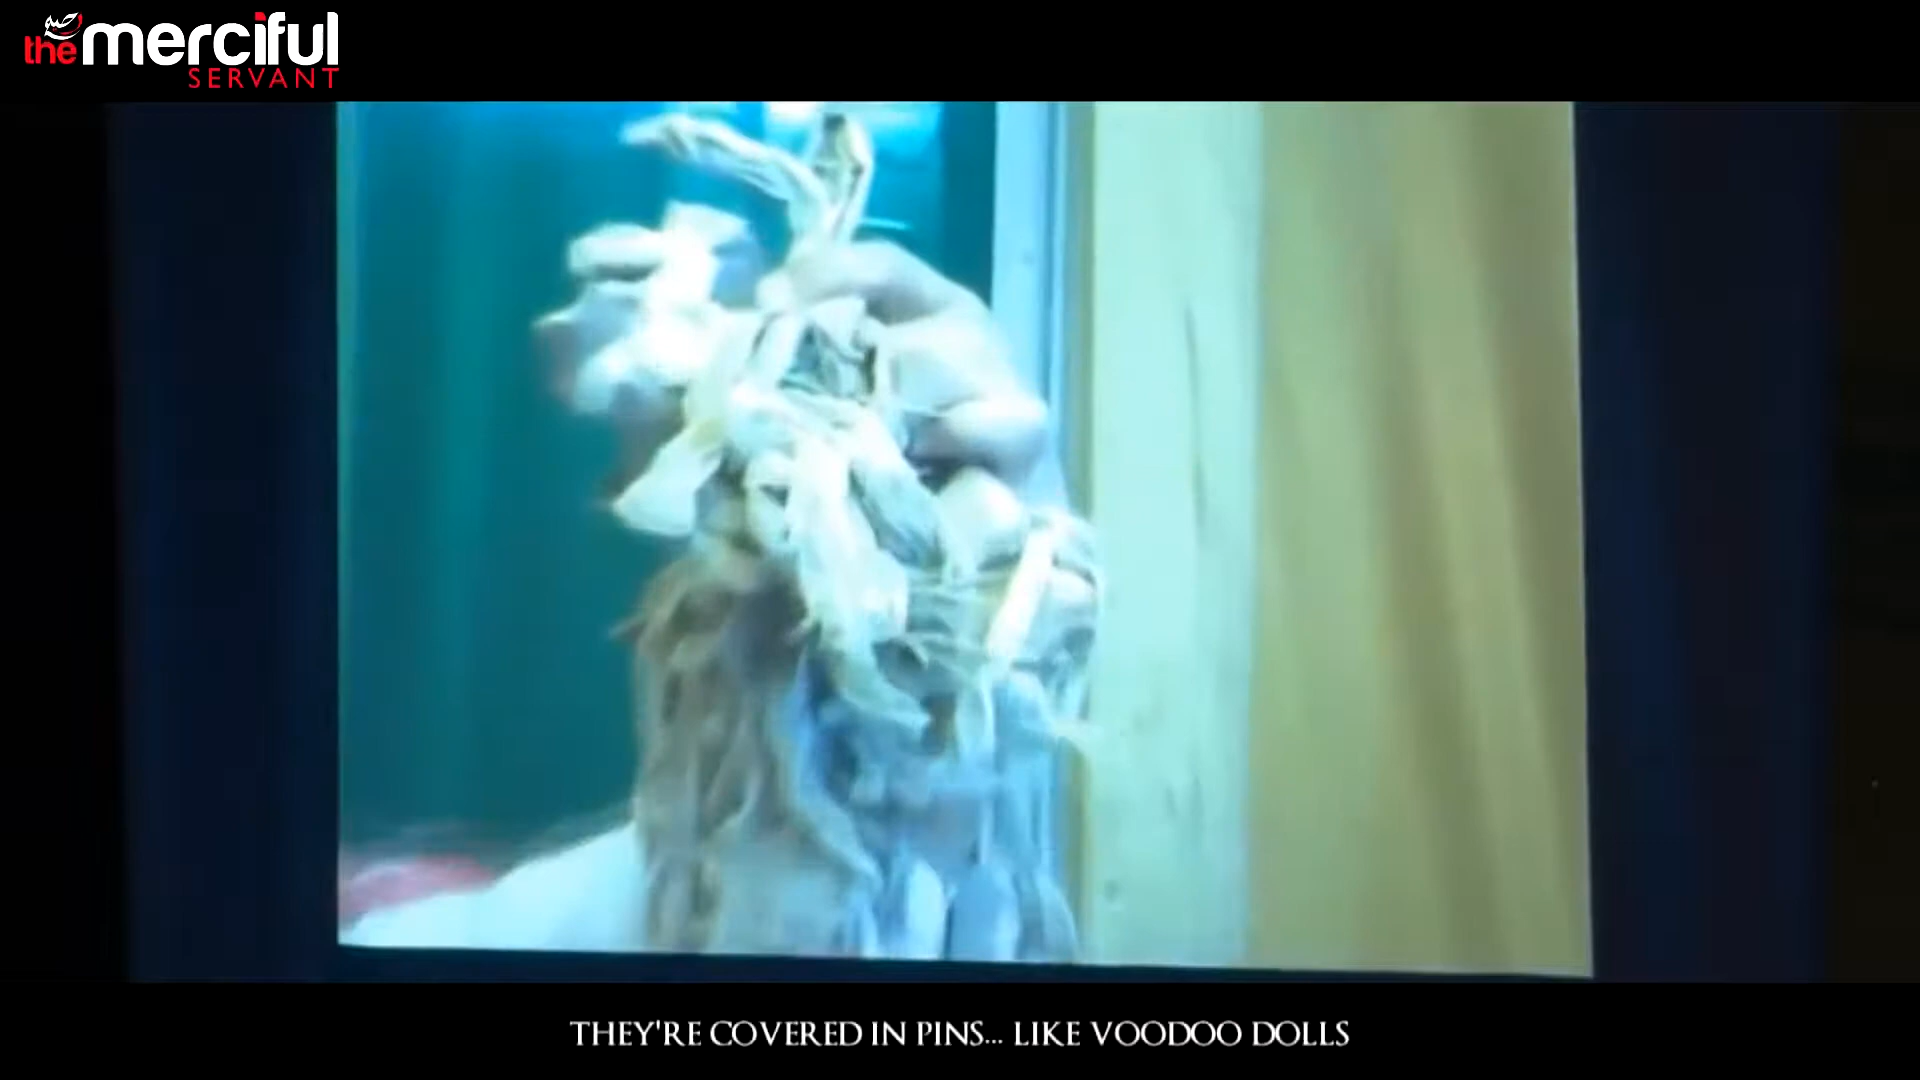 the merciful
SERVANT
THEY'RE COVERED IN PINS... LIKE VOODOO DOLLS